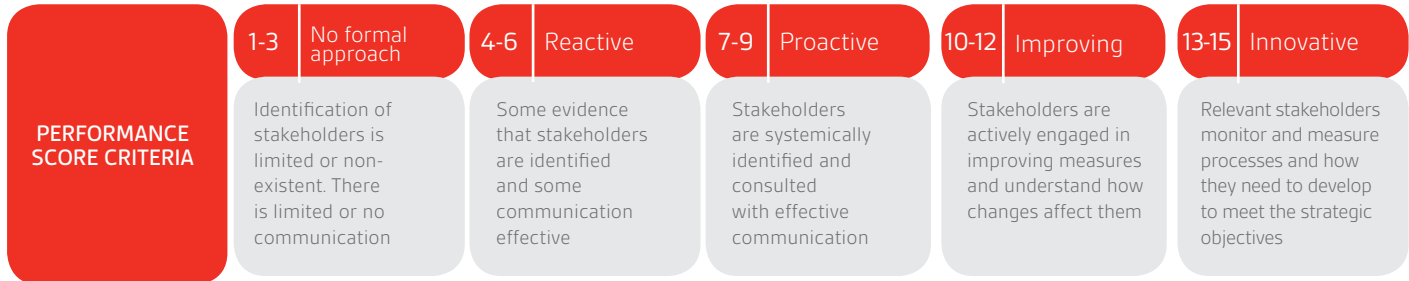 PERFORMANCE
SCORE CRITERIA
1-3
No formal
approach
Identification of
stakeholders is
limited or non-
existent. There
is limited or no
communication
4-6
Reactive
Some evidence
that stakeholders
are identified
and some
communication
effective
7-9
Proactive
Stakeholders
are systemically
identified and
consulted
with effective
communication
10-12
Improving
Stakeholders are
actively engaged in
improving measures
and understand how
changes affect them
13-15
Innovative
Relevant stakeholders
monitor and measure
processes and how
they need to develop
to meet the strategic
objectives